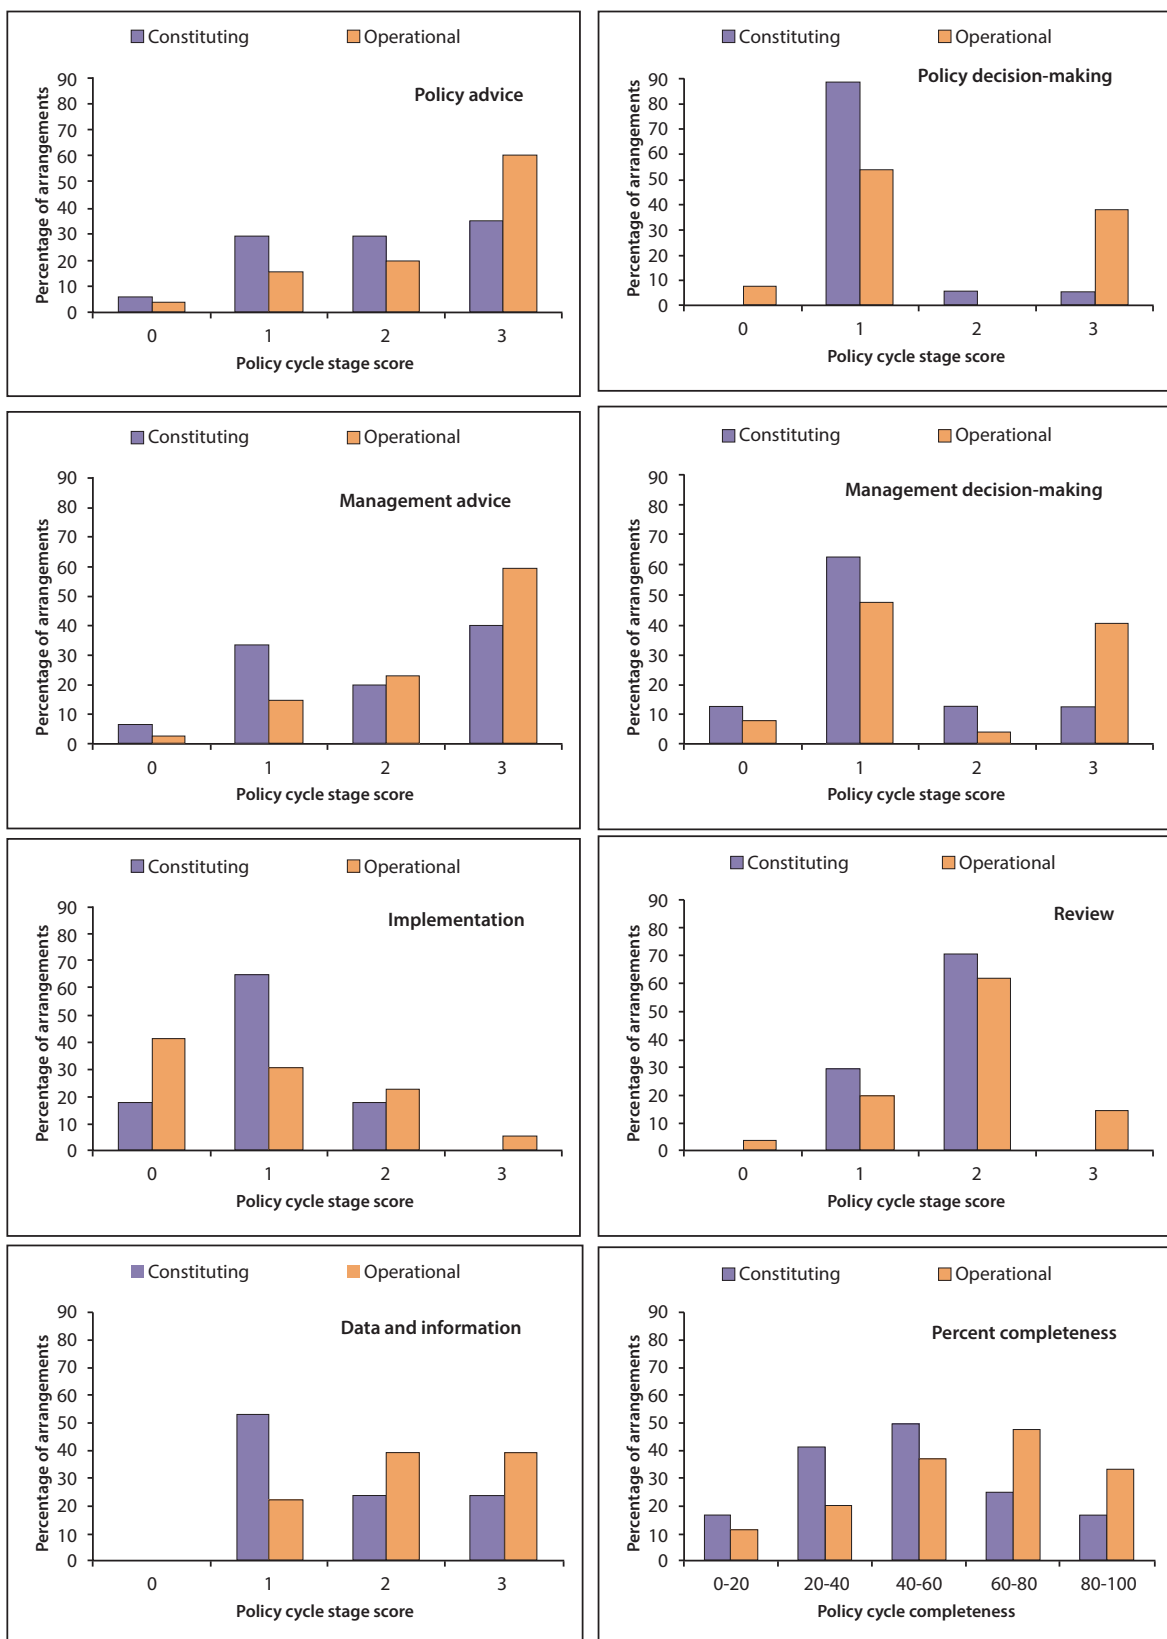 Constituting Operational
Policy advice
Percentage of arrangements
90
80
70
60
50
40
30
20
10
0
0 1 2 3
Policy cycle stage score
Constituting Operational
Policy decision-making
Percentage of arrangements
90
80
70
60
50
40
30
20
10
0
0 1 2 3
Policy cycle stage score
Constituting Operational
Management advice
Percentage of arrangements
90
80
70
60
50
40
30
20
10
0
0 1 2 3
Policy cycle stage score
Constituting Operational
Management decision-making
Percentage of arrangements
90
80
70
60
50
40
30
20
10
0
0 1 2 3
Policy cycle stage score
Constituting Operational
Implementation
Percentage of arrangements
90
80
70
60
50
40
30
20
10
0
0 1 2 3
Policy cycle stage score
Constituting Operational
Review
Percentage of arrangements
90
80
70
60
50
40
30
20
10
0
0 1 2 3
Policy cycle stage score
Constituting Operational
Data and information
Percentage of arrangements
90
80
70
60
50
40
30
20
10
0
0 1 2 3
Policy cycle stage score
Constituting Operational
Percent completeness
Percentage of arrangements
90
80
70
60
50
40
30
20
10
0
0-20 20-40 40-60 60-80 80-100
Policy cycle completeness